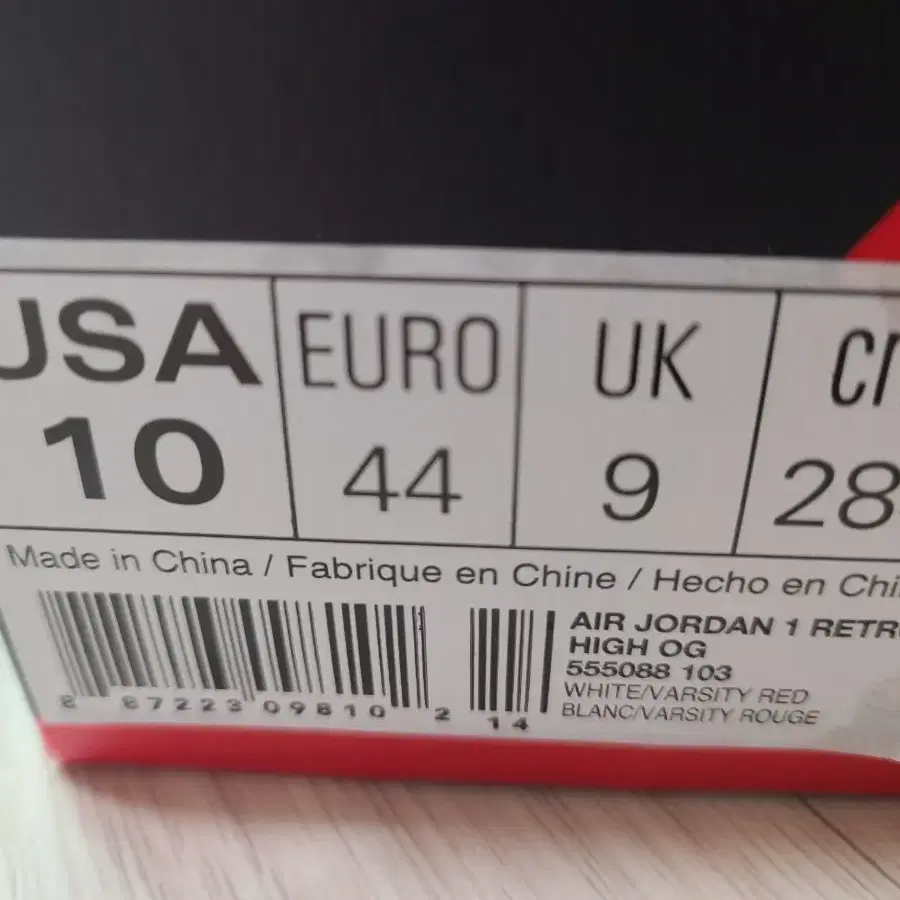 USA EURO UK CM
10 44 9 28
Made in China / Fabrique en Chine / Hecho en Chi
AIR JORDAN 1 RETRO
HIGH OG
555088 103
WHITE/VARSITY RED
BLANC/VARSITY ROUGE
8 87223 09810 2 14